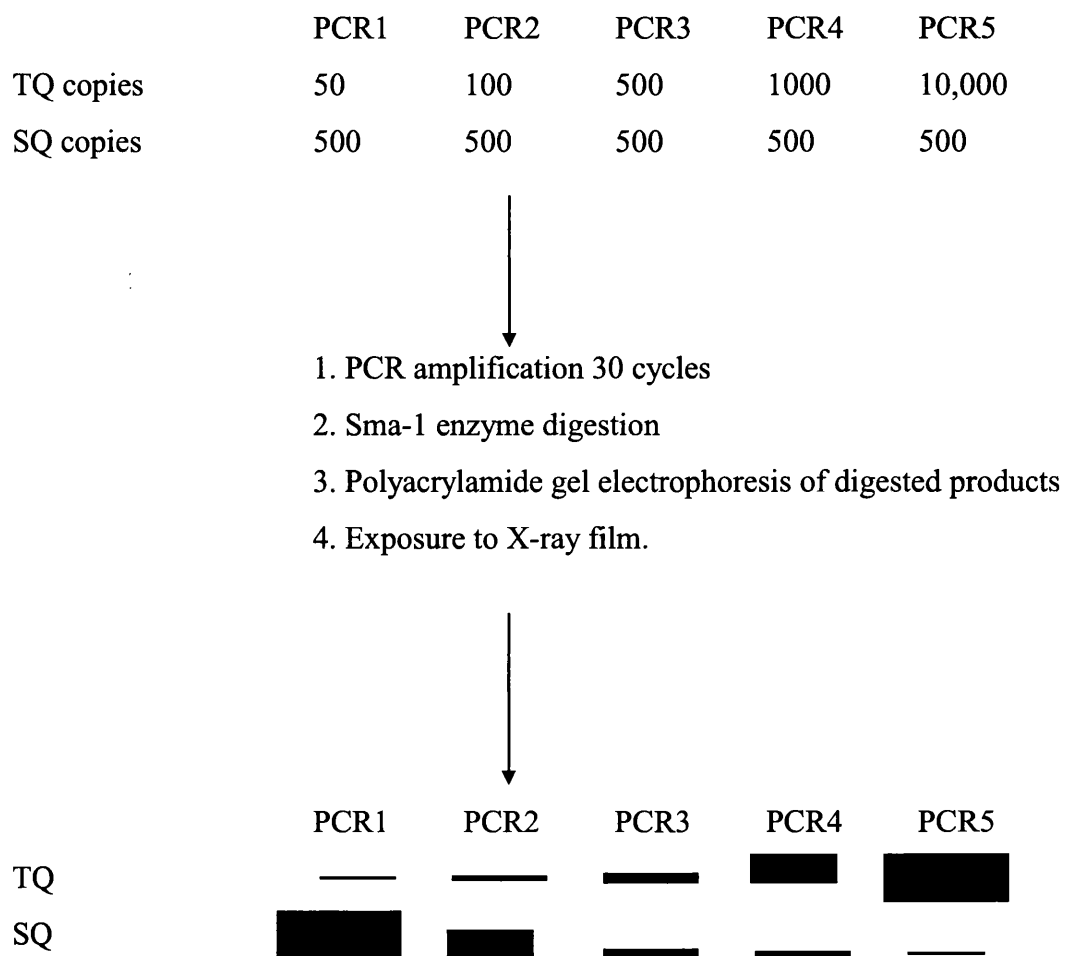 PCR1 PCR2 PCR3 PCR4 PCR5
TQ copies 50 100 500 1000 10,000
SQ copies 500 500 500 500 500
1. PCR amplification 30 cycles
2. Sma-1 enzyme digestion
3. Polyacrylamide gel electrophoresis of digested products
4. Exposure to X-ray film.
PCR1 PCR2 PCR3 PCR4 PCR5
TQ
SQ